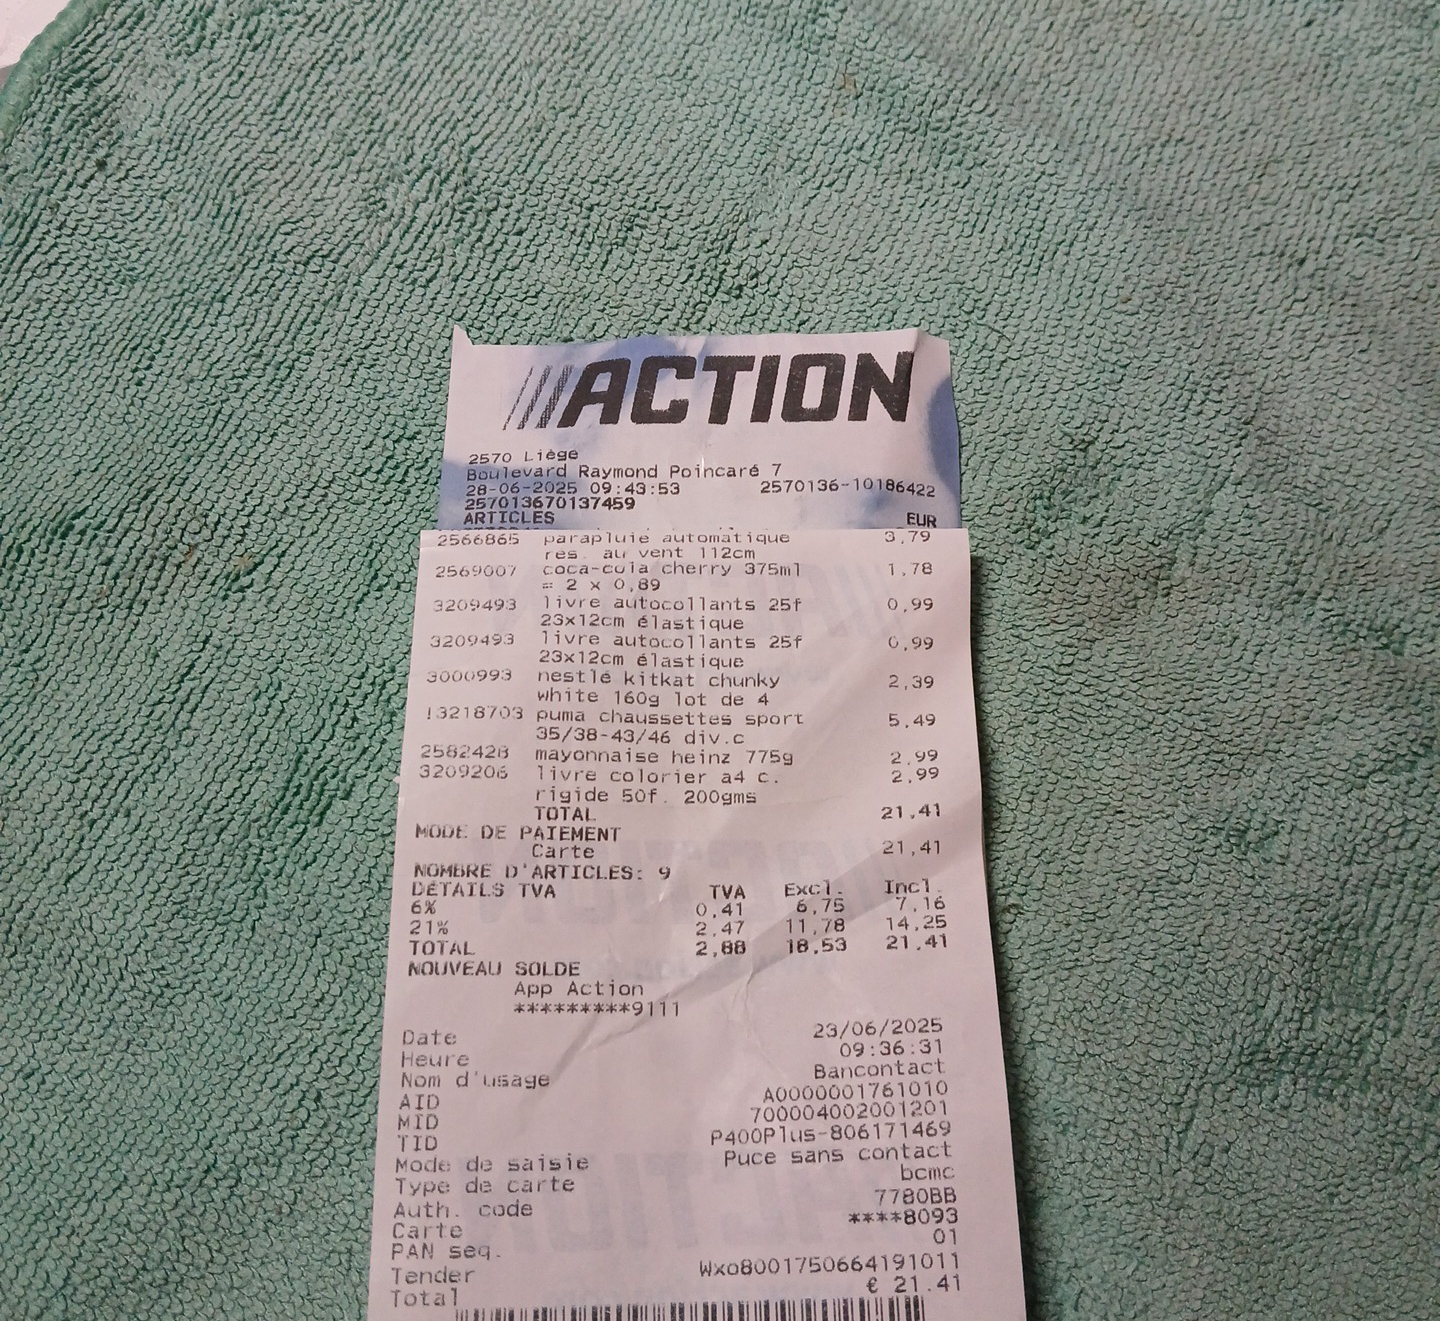 ACTION
2570 Liège
Boulevard Raymond Poincaré 7
28-06-2025 09:43:53 2570136-10186422
257013670137459
ARTICLES EUR
2566865 parapluie automatique 3,79
res. au vent 112cm
2569007 coca-cola cherry 375ml 1,78
= 2 x 0,89
3209493 livre autocollants 25f 0,99
23x12cm élastique
3209493 livre autocollants 25f 0,99
23x12cm élastique
3000993 nestlé kitkat chunky 2,39
white 160g lot de 4
!3218703 puma chaussettes sport 5,49
35/38-43/46 div.c
2582428 mayonnaise heinz 775g 2,99
3209206 livre colorier a4 c. 2,99
rigide 50f. 200gms
TOTAL 21,41
MODE DE PAIEMENT
Carte 21,41
NOMBRE D'ARTICLES: 9
DÉTAILS TVA TVA Excl. Incl.
6% 0,41 6,75 7,16
21% 2,47 11,78 14,25
TOTAL 2,88 18,53 21,41
NOUVEAU SOLDE
App Action
*********9111
Date 23/06/2025
Heure 09:36:31
Nom d'usage Bancontact
AID A0000001761010
MID 700004002001201
TID P400Plus-806171469
Mode de saisie Puce sans contact
Type de carte bcmc
Auth. code 7780BB
Carte ****8093
PAN seq. 01
Tender Wxo8001750664191011
Total € 21.41